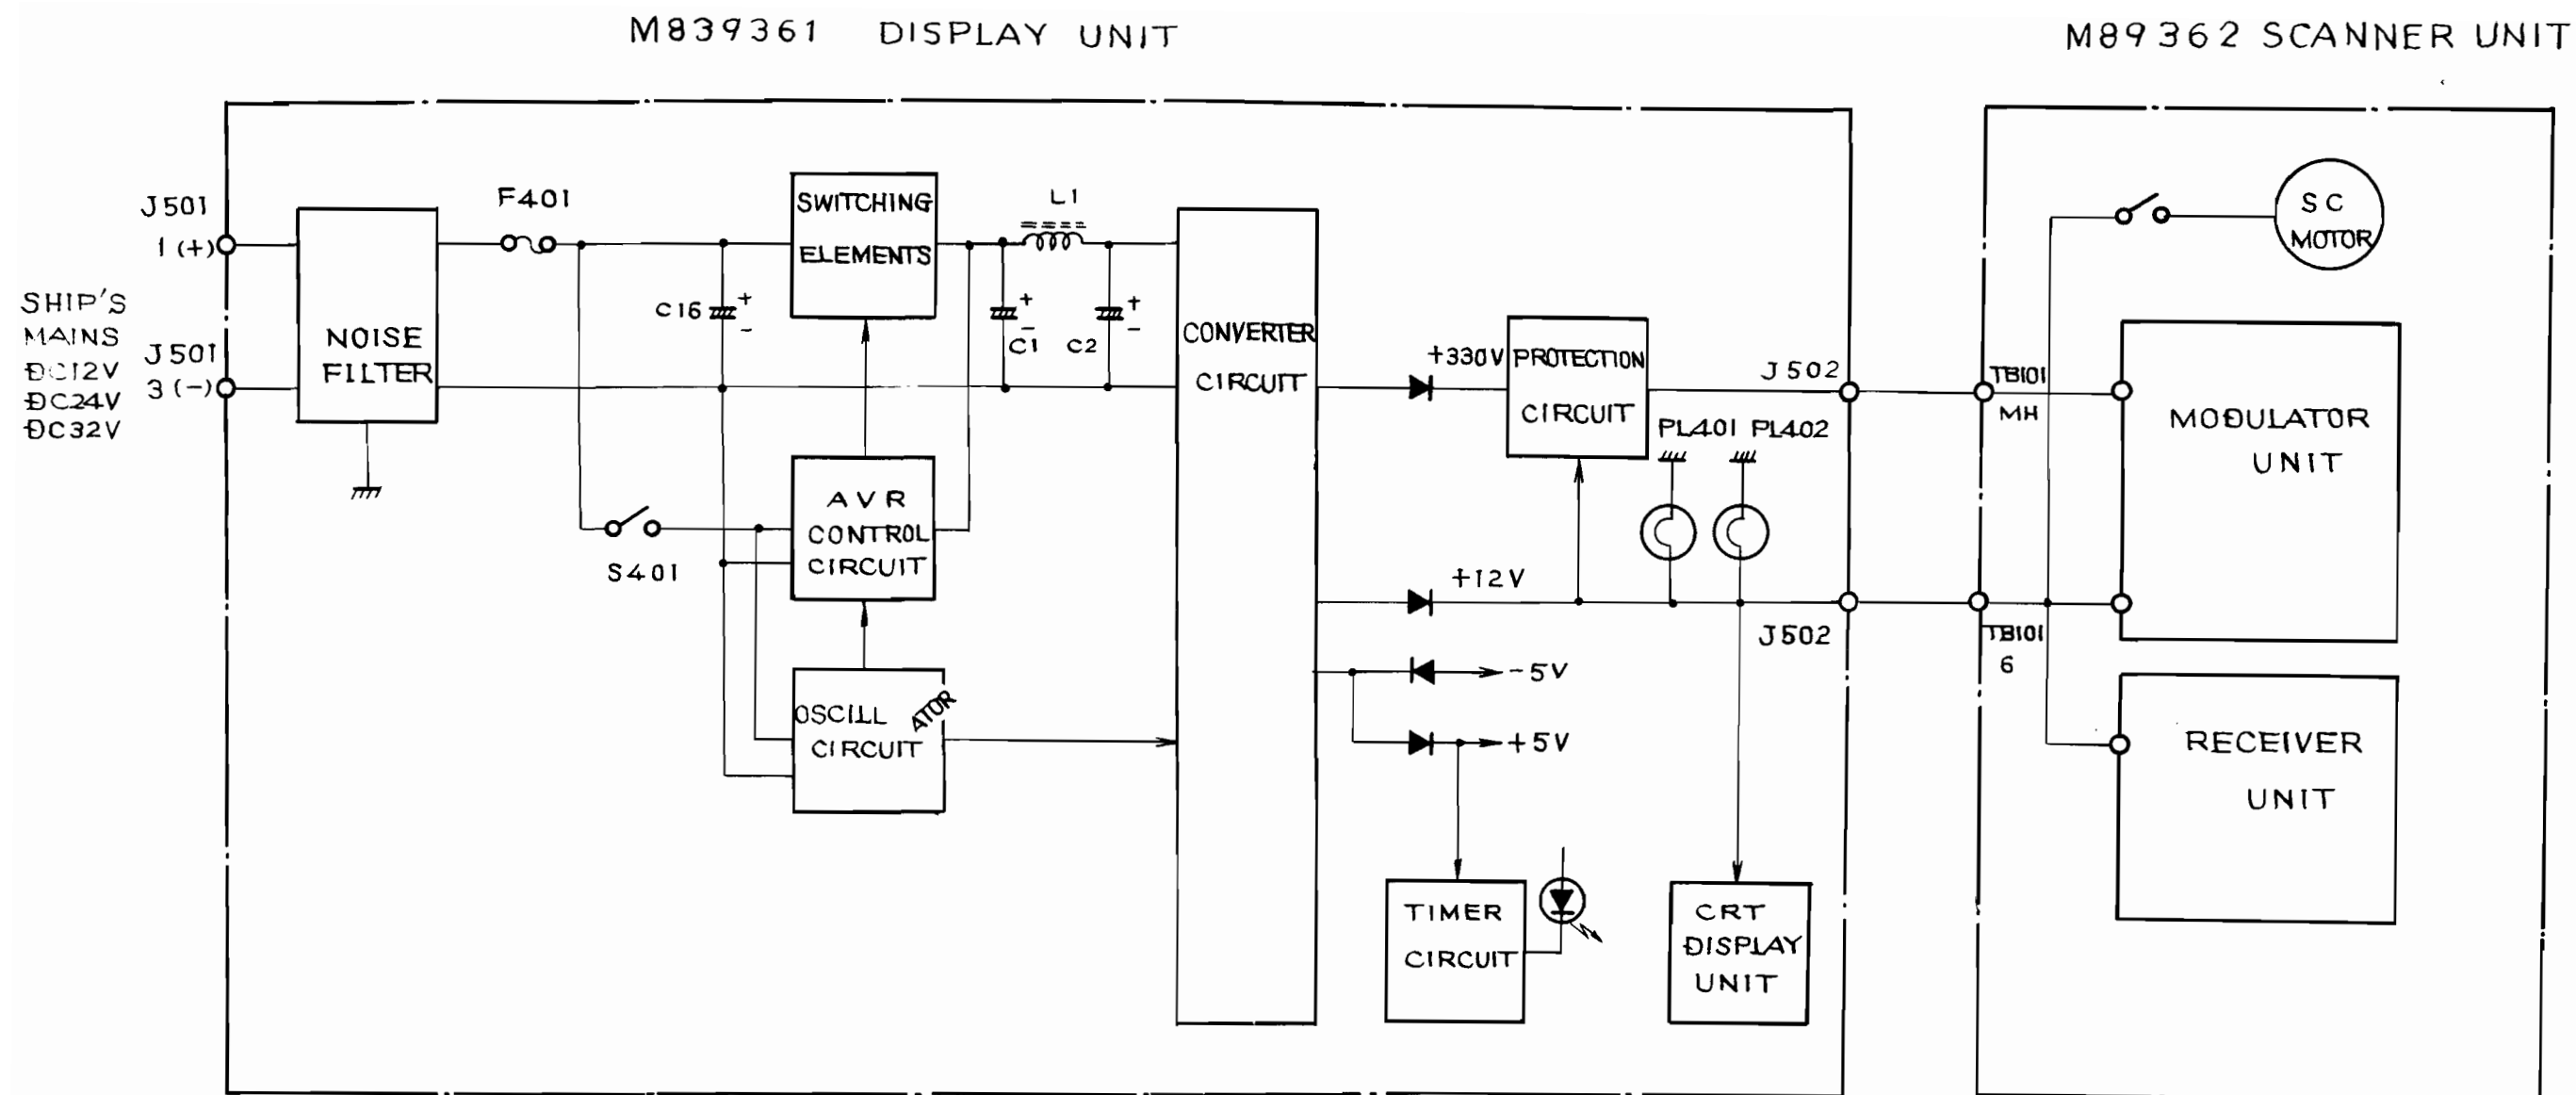 M839361 DISPLAY UNIT
M89362 SCANNER UNIT
J501
1 (+)
SHIP'S
MAINS
DC12V
DC24V
DC32V
J501
3 (-)
NOISE
FILTER
F401
C16
+
-
S401
SWITCHING
ELEMENTS
AVR
CONTROL
CIRCUIT
OSCILLATOR
CIRCUIT
L1
+
-
C1
C2
+
-
CONVERTER
CIRCUIT
+330V
PROTECTION
CIRCUIT
PL401 PL402
+12V
-5V
+5V
TIMER
CIRCUIT
CRT
DISPLAY
UNIT
J502
J502
TB101
MH
TB101
6
SC
MOTOR
MODULATOR
UNIT
RECEIVER
UNIT